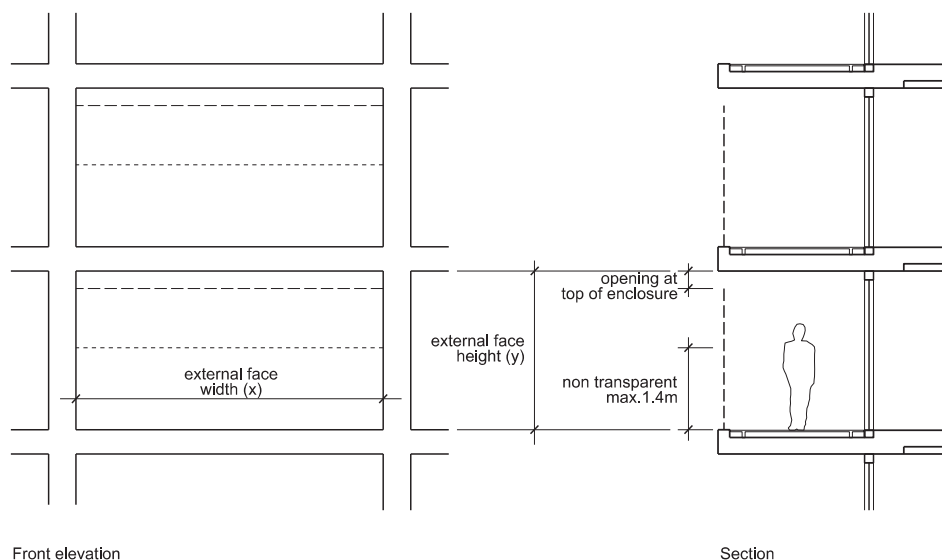 opening at
top of enclosure
external face
height (y)
external face
width (x)
non transparent
max.1.4m
Front elevation
Section